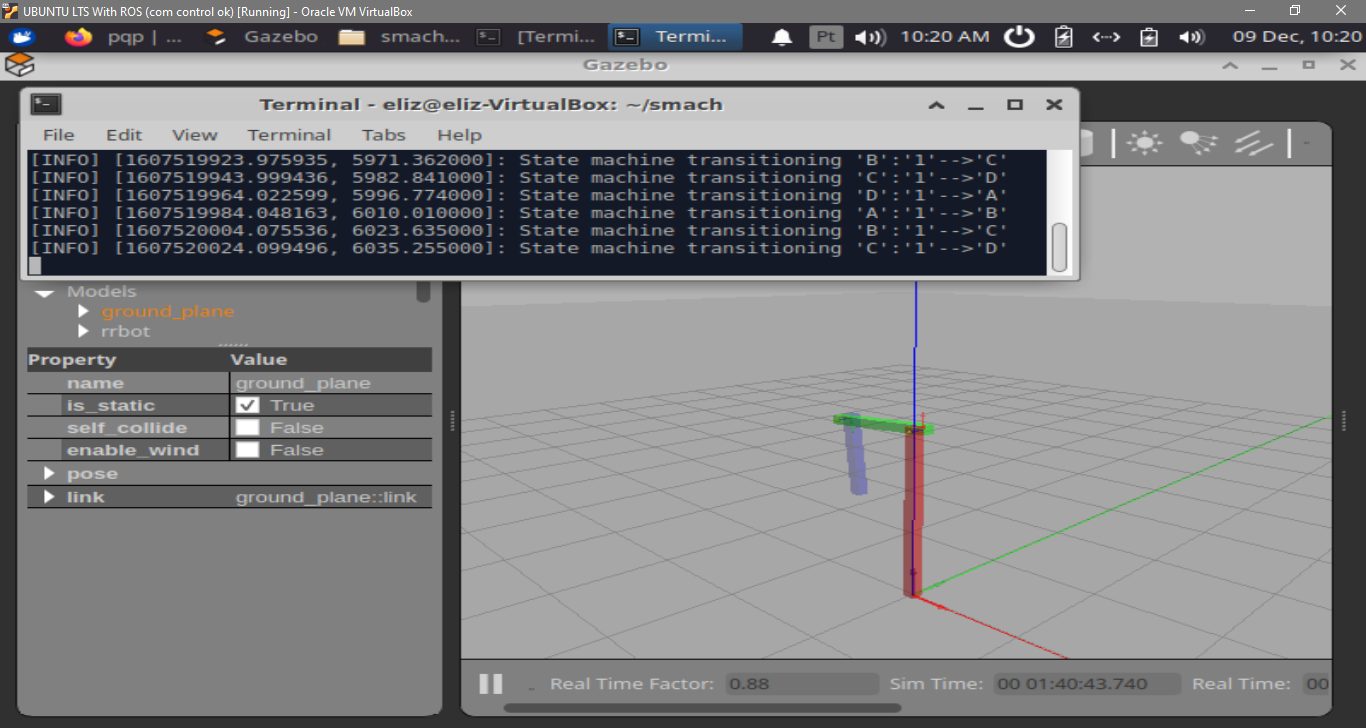 UBUNTU LTS With ROS (com control ok) [Running] - Oracle VM VirtualBox
pqp | ... Gazebo smach... [Termi... Termi... Pt 10:20 AM 09 Dec, 10:20
Gazebo
Terminal - eliz@eliz-VirtualBox: ~/smach
File Edit View Terminal Tabs Help
[INFO] [1607519923.975935, 5971.362000]: State machine transitioning 'B':'1'-->'C'
[INFO] [1607519943.999436, 5982.841000]: State machine transitioning 'C':'1'-->'D'
[INFO] [1607519964.022599, 5996.774000]: State machine transitioning 'D':'1'-->'A'
[INFO] [1607519984.048163, 6010.010000]: State machine transitioning 'A':'1'-->'B'
[INFO] [1607520004.075536, 6023.635000]: State machine transitioning 'B':'1'-->'C'
[INFO] [1607520024.099496, 6035.255000]: State machine transitioning 'C':'1'-->'D'
Models
ground_plane
rrbot
Property Value
name ground_plane
is_static True
self_collide False
enable_wind False
pose
link ground_plane::link
Real Time Factor: 0.88 Sim Time: 00 01:40:43.740 Real Time: 00